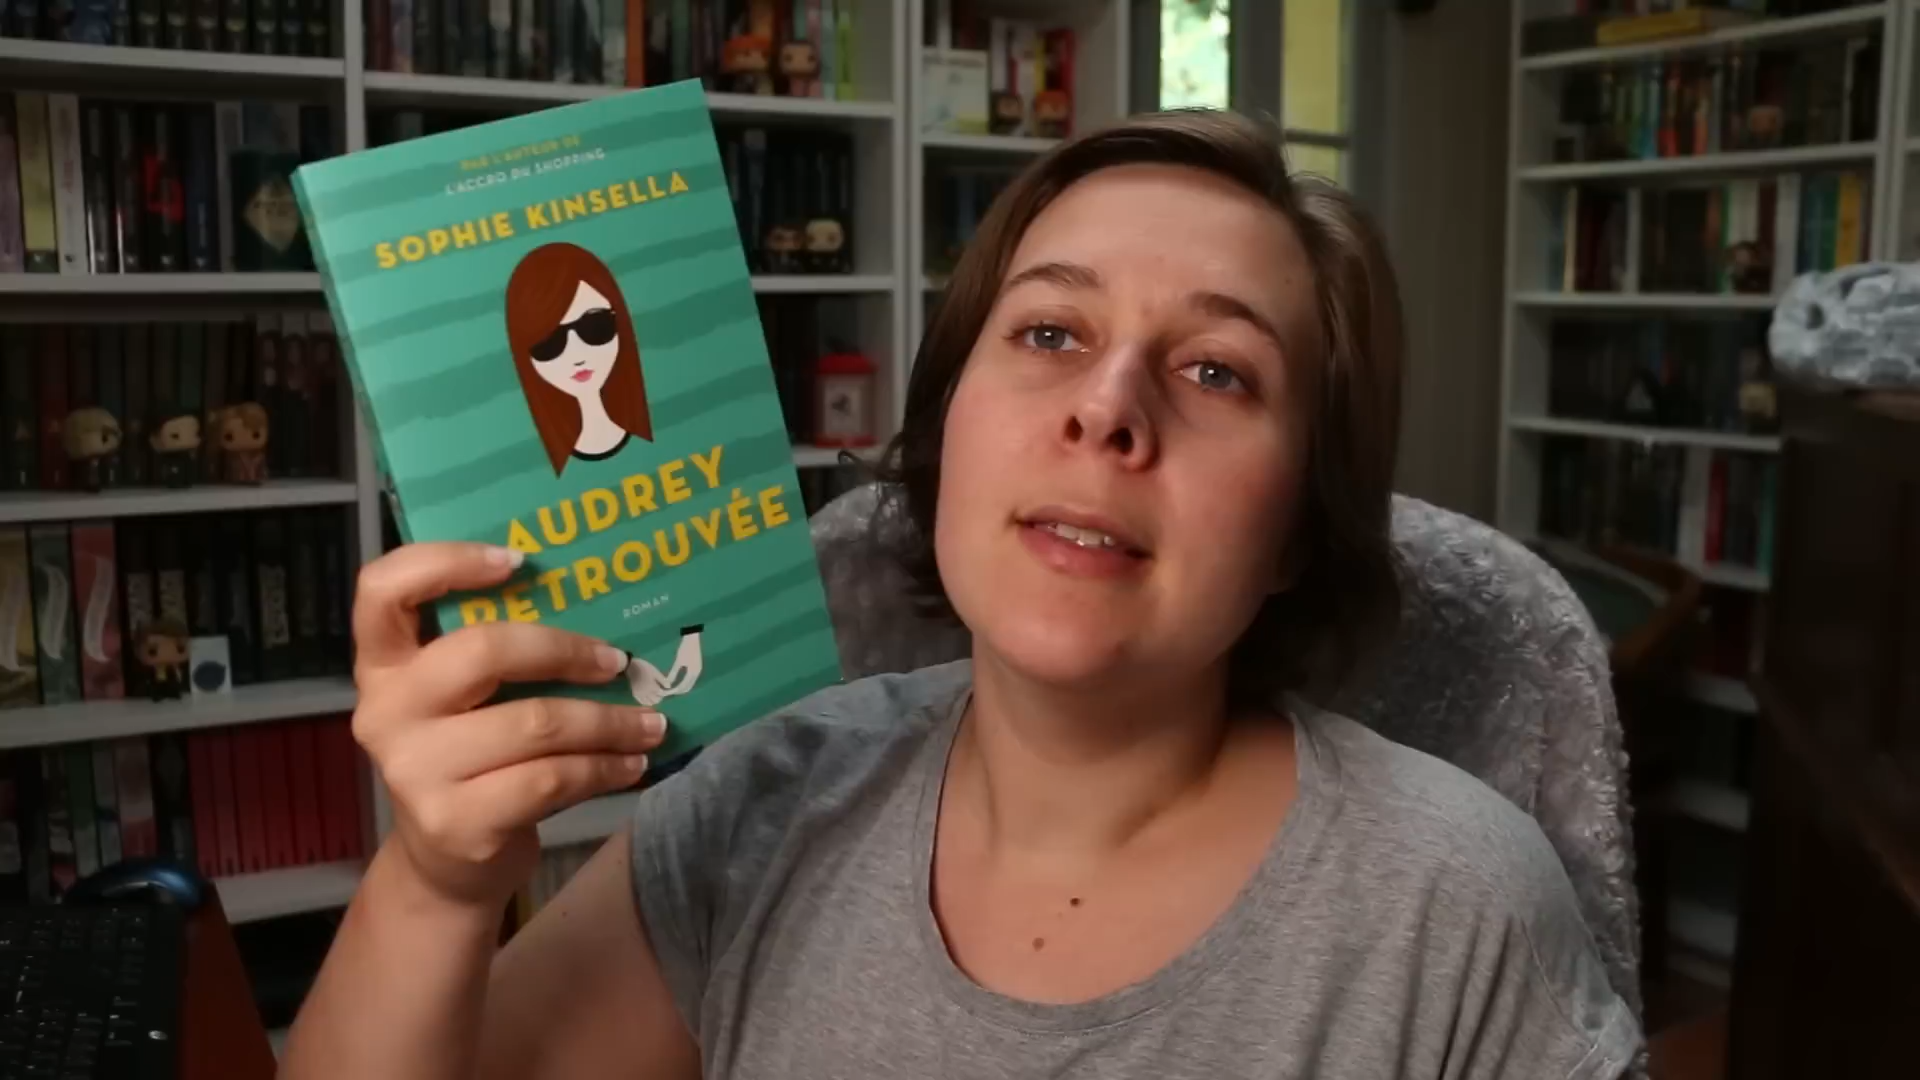 PAR L'AUTEUR DE
L'ACCRO DU SHOPPING
SOPHIE KINSELLA
AUDREY
RETROUVÉE
ROMAN